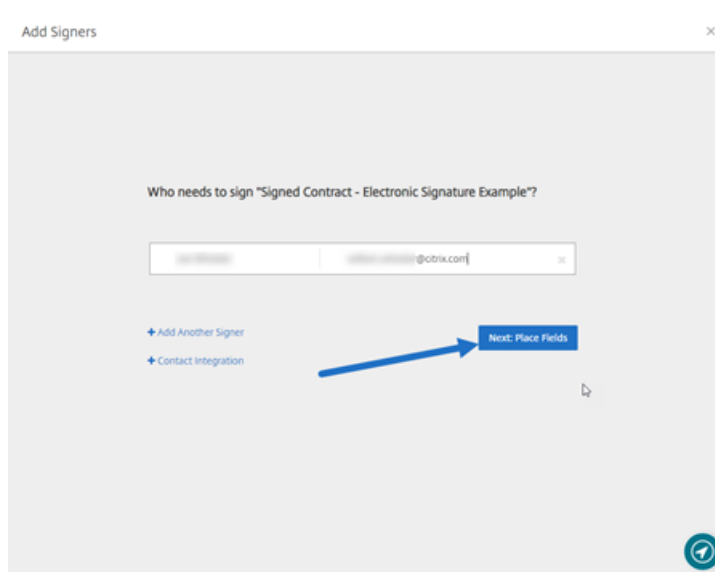 Add Signers
Who needs to sign "Signed Contract - Electronic Signature Example"?
@citrix.com
+ Add Another Signer
Next: Place Fields
+ Contact Integration